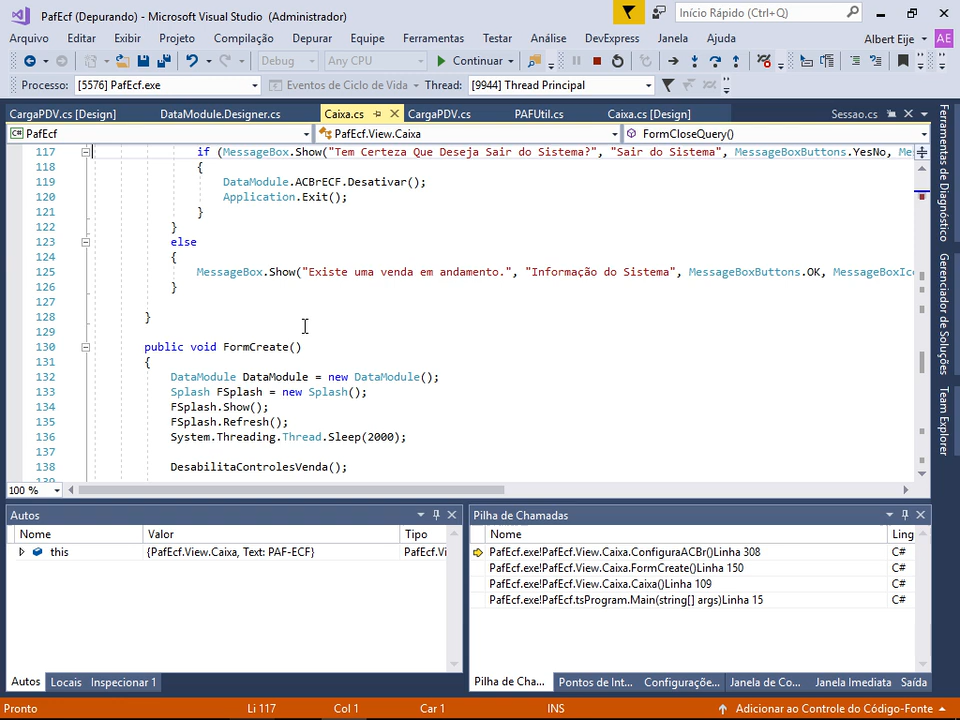 PafEcf (Depurando) - Microsoft Visual Studio (Administrador)
Início Rápido (Ctrl+Q)
Arquivo Editar Exibir Projeto Compilação Depurar Equipe Ferramentas Testar Análise DevExpress Janela Ajuda Albert Eije AE
Debug Any CPU Continuar
Processo: [5576] PafEcf.exe Eventos de Ciclo de Vida Thread: [9944] Thread Principal
CargaPDV.cs [Design] DataModule.Designer.cs Caixa.cs CargaPDV.cs PAFUtil.cs Caixa.cs [Design] Sessao.cs
PafEcf PafEcf.View.Caixa FormCloseQuery()
117 if (MessageBox.Show("Tem Certeza Que Deseja Sair do Sistema?", "Sair do Sistema", MessageBoxButtons.YesNo, Me
118 {
119 DataModule.ACBrECF.Desativar();
120 Application.Exit();
121 }
122 }
123 else
124 {
125 MessageBox.Show("Existe uma venda em andamento.", "Informação do Sistema", MessageBoxButtons.OK, MessageBoxIco
126 }
127
128 }
129
130 public void FormCreate()
131 {
132 DataModule DataModule = new DataModule();
133 Splash FSplash = new Splash();
134 FSplash.Show();
135 FSplash.Refresh();
136 System.Threading.Thread.Sleep(2000);
137
138 DesabilitaControlesVenda();
139
100 %
Ferramentas de Diagnóstico
Gerenciador de Soluções
Team Explorer
Autos
Nome Valor Tipo
this {PafEcf.View.Caixa, Text: PAF-ECF} PafEcf.Vi
Autos Locais Inspecionar 1
Pilha de Chamadas
Nome Ling
PafEcf.exe!PafEcf.View.Caixa.ConfiguraACBr()Linha 308 C#
PafEcf.exe!PafEcf.View.Caixa.FormCreate()Linha 150 C#
PafEcf.exe!PafEcf.View.Caixa.Caixa()Linha 109 C#
PafEcf.exe!PafEcf.tsProgram.Main(string[] args)Linha 15 C#
Pilha de Cha... Pontos de Int... Configuraçõe... Janela de Co... Janela Imediata Saída
Pronto Li 117 Col 1 Car 1 INS Adicionar ao Controle do Código-Fonte